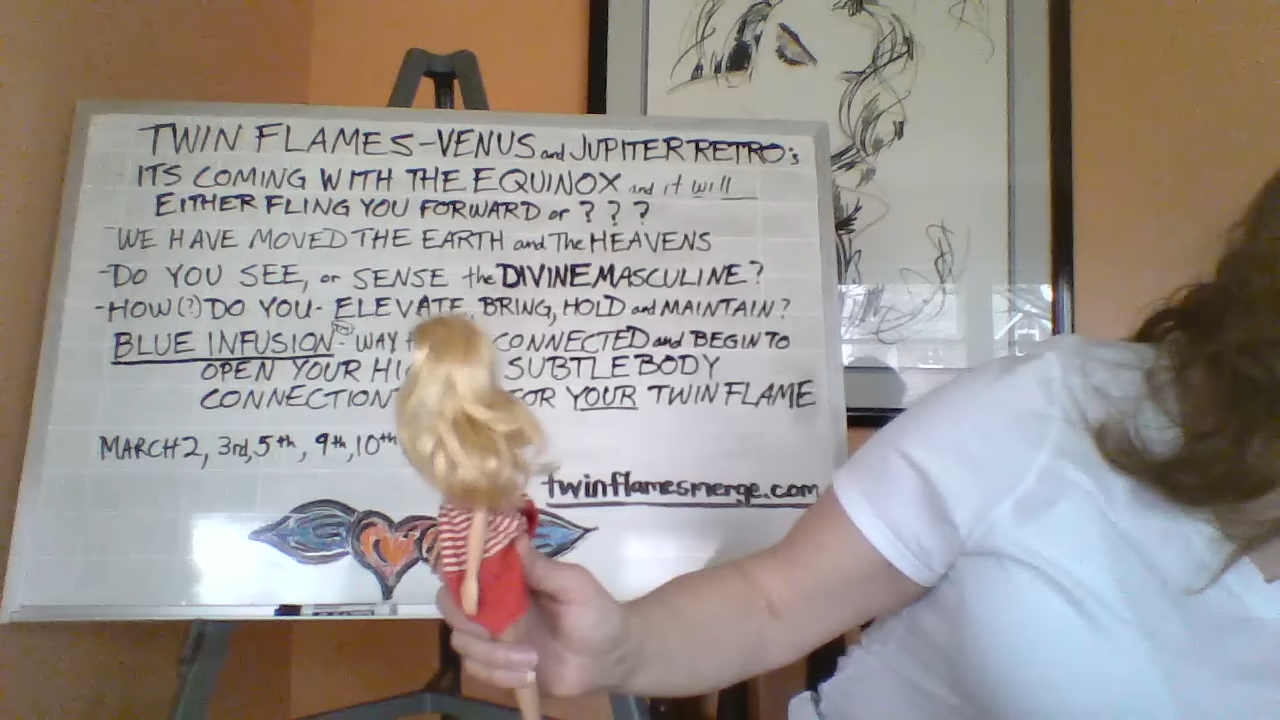 TWIN FLAMES-VENUS and JUPITER RETRO's
ITS COMING WITH THE EQUINOX and it will
EITHER FLING YOU FORWARD or ? ? ?
WE HAVE MOVED THE EARTH and The HEAVENS
-DO YOU SEE, or SENSE the DIVINE MASCULINE?
-HOW(?) DO YOU- ELEVATE, BRING, HOLD and MAINTAIN?
BLUE INFUSION- WAY CONNECTED and BEGIN TO
OPEN YOUR SUBTLE BODY
CONNECTION YOUR TWIN FLAME
MARCH 2, 3rd, 5th, 9th, 10th
twinflamesmerge.com